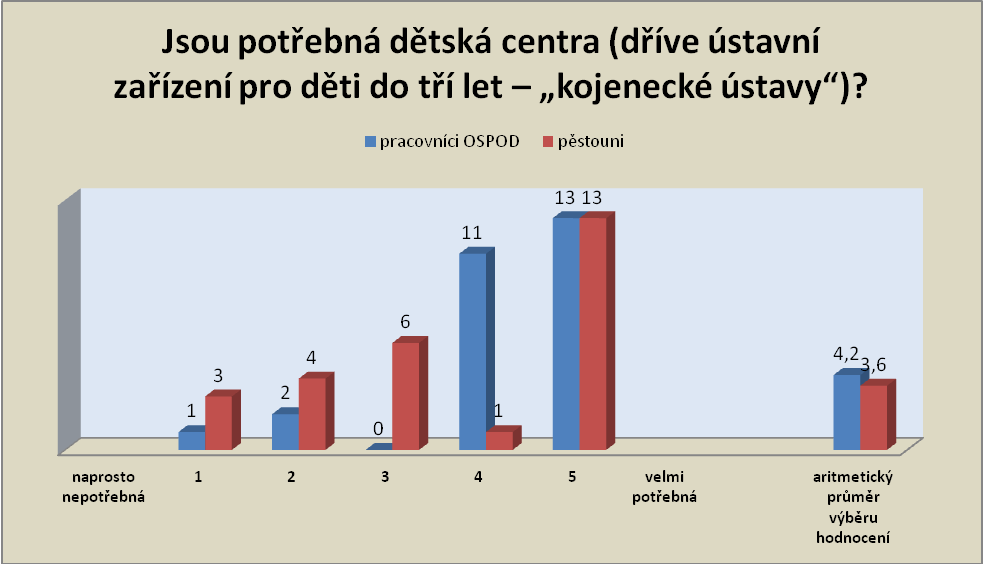 Jsou potřebná dětská centra (dříve ústavní
zařízení pro děti do tří let – „kojenecké ústavy“)?
pracovníci OSPOD pěstouni
1 3 2 4 0 6 11 1 13 13 4,2 3,6
naprosto nepotřebná 1 2 3 4 5 velmi potřebná aritmetický průměr výběru hodnocení